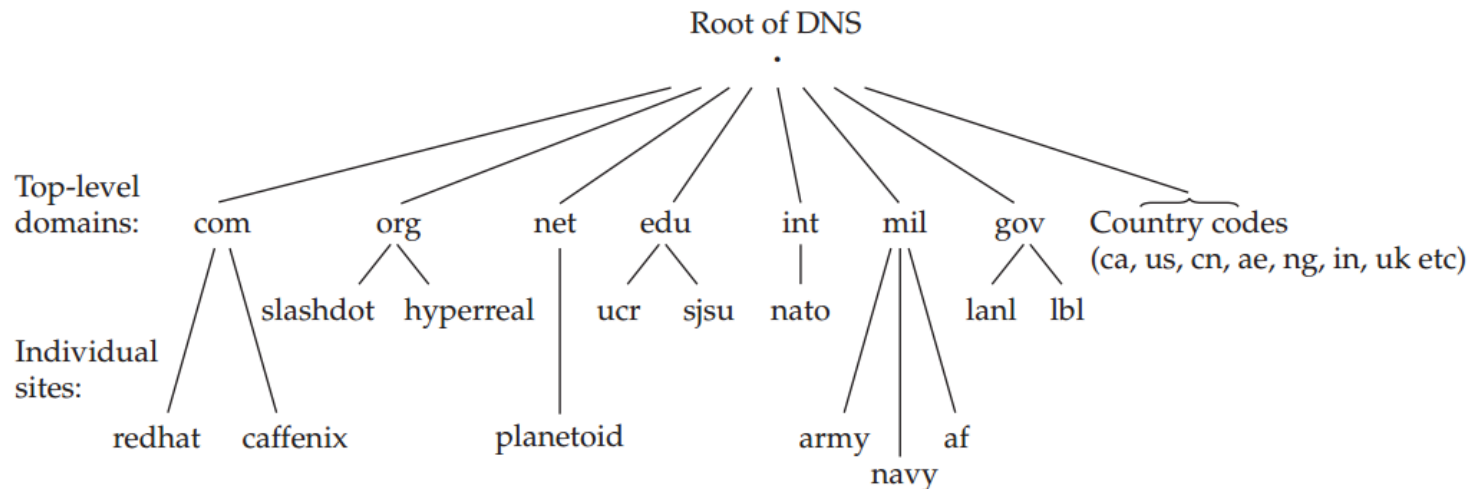 Root of DNS
.
Top-level
domains:
com org net edu int mil gov Country codes
(ca, us, cn, ae, ng, in, uk etc)
slashdot hyperreal ucr sjsu nato lanl lbl
Individual
sites:
redhat caffenix planetoid army af
navy